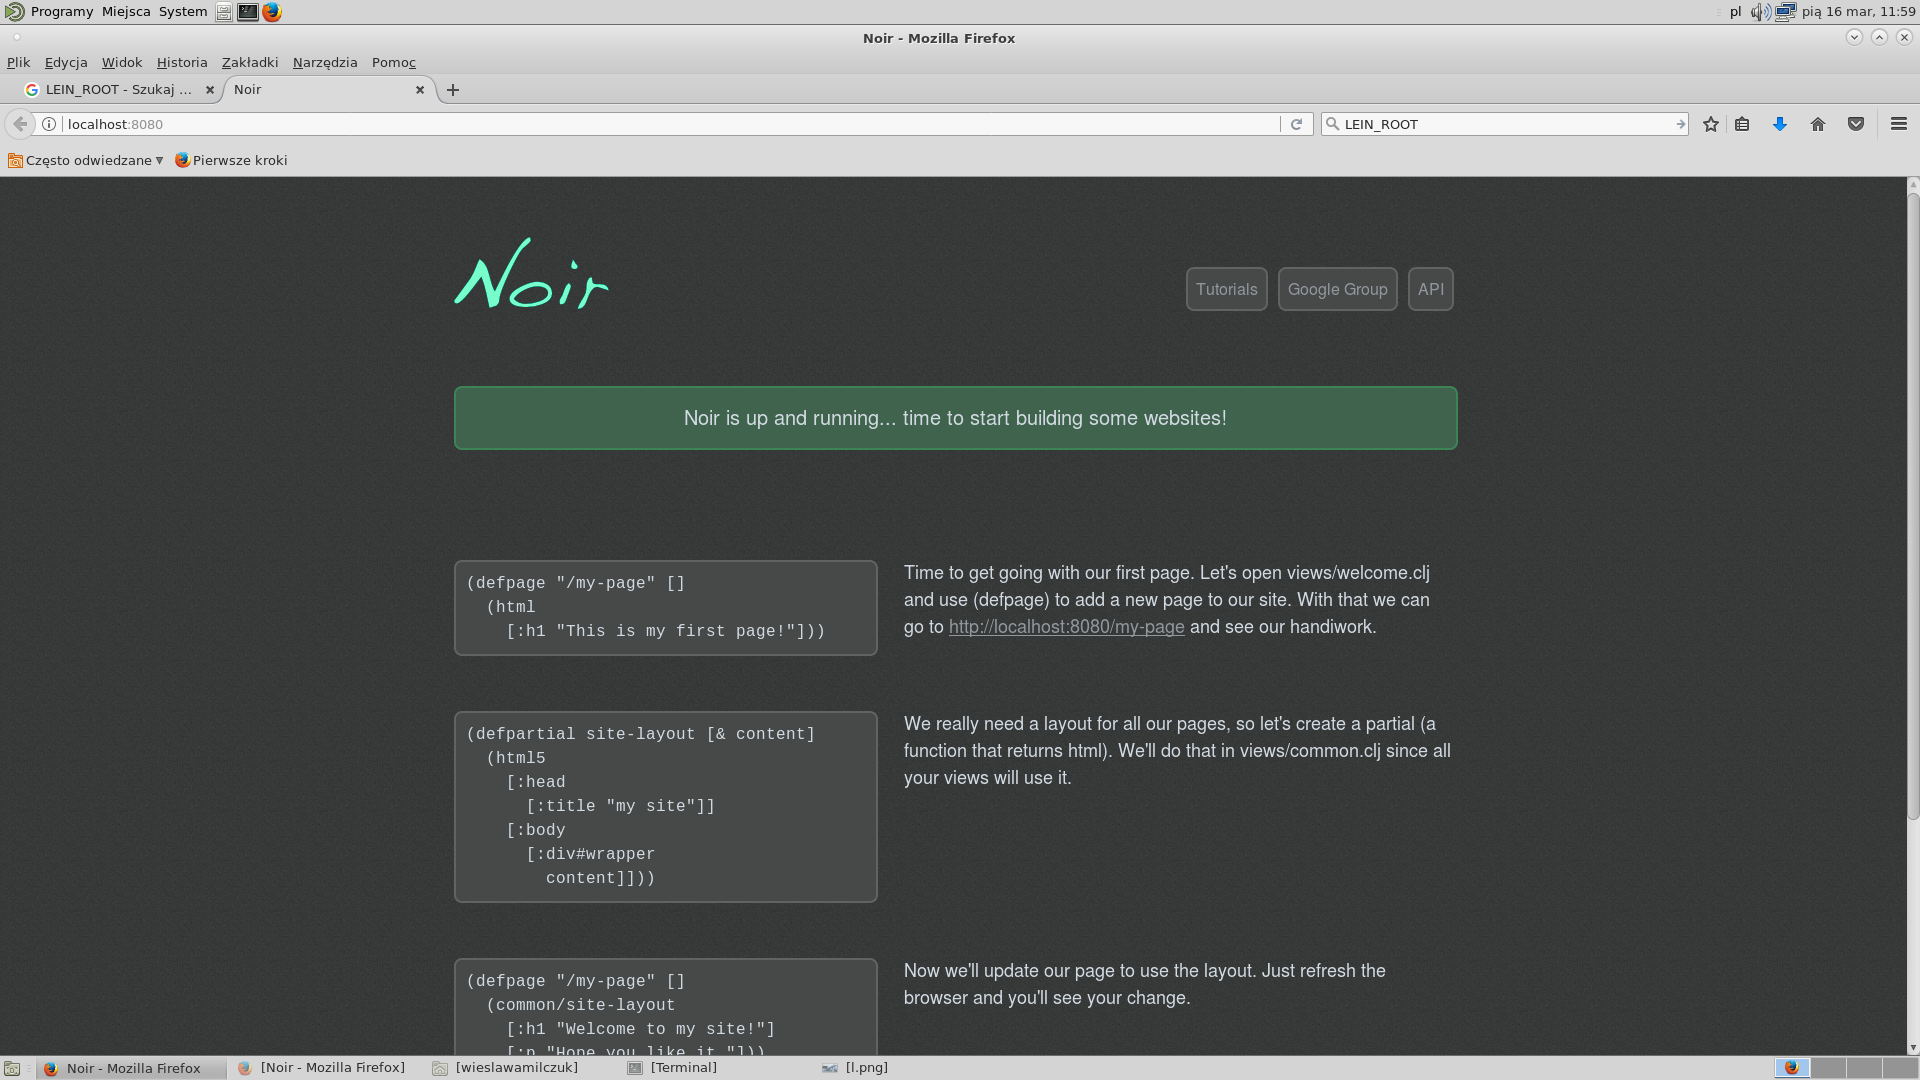 Programy Miejsca System
pl
pią 16 mar, 11:59
Noir - Mozilla Firefox
Plik Edycja Widok Historia Zakładki Narzędzia Pomoc
LEIN_ROOT - Szukaj ...
Noir
localhost:8080
LEIN_ROOT
Często odwiedzane
Pierwsze kroki
Noir
Tutorials
Google Group
API
Noir is up and running... time to start building some websites!
(defpage "/my-page" []
  (html
    [:h1 "This is my first page!"]))
Time to get going with our first page. Let's open views/welcome.clj
and use (defpage) to add a new page to our site. With that we can
go to http://localhost:8080/my-page and see our handiwork.
(defpartial site-layout [& content]
  (html5
    [:head
      [:title "my site"]]
    [:body
      [:div#wrapper
        content]]))
We really need a layout for all our pages, so let's create a partial (a
function that returns html). We'll do that in views/common.clj since all
your views will use it.
(defpage "/my-page" []
  (common/site-layout
    [:h1 "Welcome to my site!"]
    [:p "Hope you like it."]))
Now we'll update our page to use the layout. Just refresh the
browser and you'll see your change.
Noir - Mozilla Firefox
[Noir - Mozilla Firefox]
[wieslawamilczuk]
[Terminal]
[l.png]